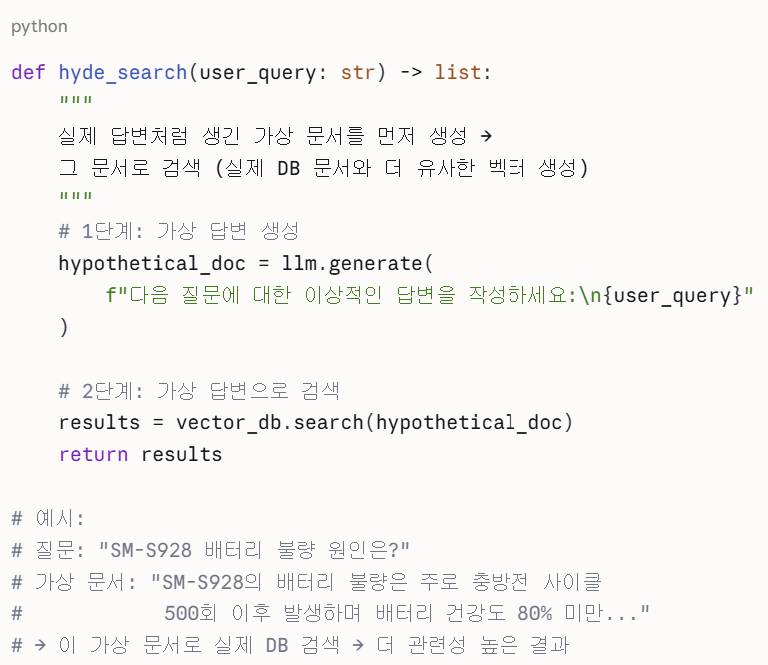 python
def hyde_search(user_query: str) -> list:
    """
    실제 답변처럼 생긴 가상 문서를 먼저 생성 →
    그 문서로 검색 (실제 DB 문서와 더 유사한 벡터 생성)
    """
    # 1단계: 가상 답변 생성
    hypothetical_doc = llm.generate(
        f"다음 질문에 대한 이상적인 답변을 작성하세요:\n{user_query}"
    )
    # 2단계: 가상 답변으로 검색
    results = vector_db.search(hypothetical_doc)
    return results
# 예시:
# 질문: "SM-S928 배터리 불량 원인은?"
# 가상 문서: "SM-S928의 배터리 불량은 주로 충방전 사이클
#            500회 이후 발생하며 배터리 건강도 80% 미만..."
# → 이 가상 문서로 실제 DB 검색 → 더 관련성 높은 결과